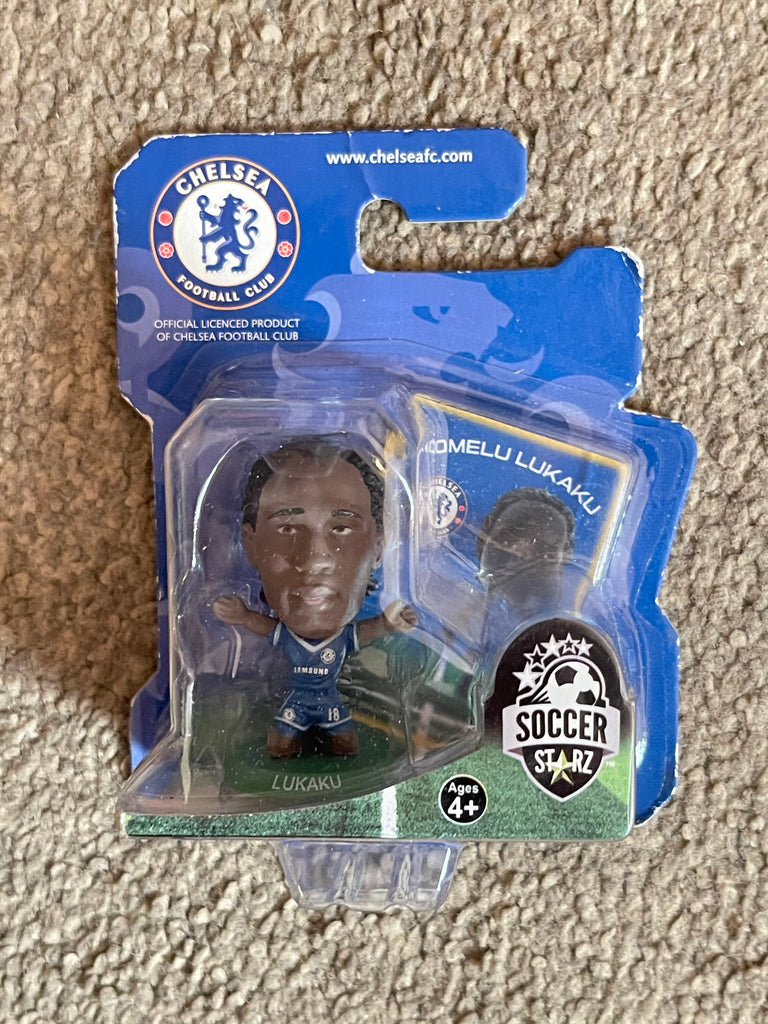 www.chelseafc.com
CHELSEA
FOOTBALL CLUB
OFFICIAL LICENCED PRODUCT
OF CHELSEA FOOTBALL CLUB
LUKAKU
SAMSUNG
18
LUKAKU
SOCCER
STARZ
™
Ages
4+